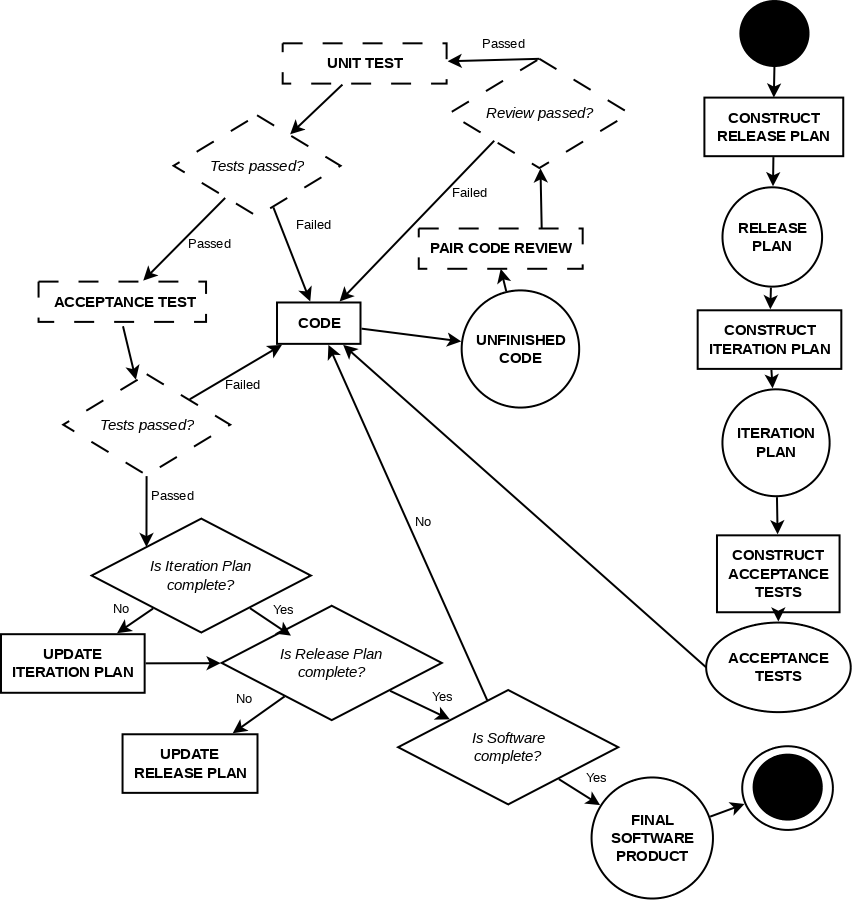 Passed
UNIT TEST
Review passed?
CONSTRUCT
RELEASE PLAN
Tests passed?
Failed
Failed
RELEASE
PLAN
Passed
PAIR CODE REVIEW
ACCEPTANCE TEST
CODE
UNFINISHED
CODE
CONSTRUCT
ITERATION PLAN
Failed
Tests passed?
ITERATION
PLAN
Passed
No
Is Iteration Plan
complete?
CONSTRUCT
ACCEPTANCE
TESTS
No
Yes
UPDATE
ITERATION PLAN
Is Release Plan
complete?
ACCEPTANCE
TESTS
No
Yes
UPDATE
RELEASE PLAN
Is Software
complete?
Yes
FINAL
SOFTWARE
PRODUCT